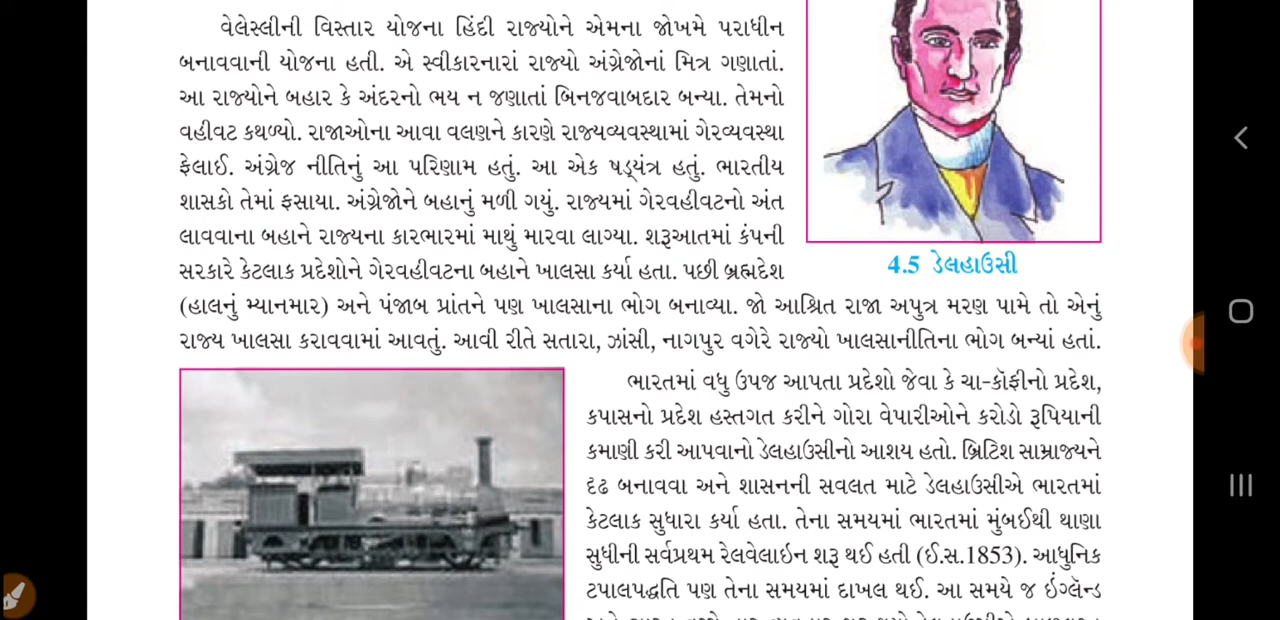 વેલેસ્લીની વિસ્તાર યોજના હિંદી રાજ્યોને એમના જોખમે પરાધીન
બનાવવાની યોજના હતી. એ સ્વીકારનારાં રાજ્યો અંગ્રેજોનાં મિત્ર ગણાતાં.
આ રાજ્યોને બહાર કે અંદરનો ભય ન જણાતાં બિનજવાબદાર બન્યા. તેમનો
વહીવટ કથળ્યો. રાજાઓના આવા વલણને કારણે રાજ્યવ્યવસ્થામાં ગેરવ્યવસ્થા
ફેલાઈ. અંગ્રેજ નીતિનું આ પરિણામ હતું. આ એક ષડ્યંત્ર હતું. ભારતીય
શાસકો તેમાં ફસાયા. અંગ્રેજોને બહાનું મળી ગયું. રાજ્યમાં ગેરવહીવટનો અંત
લાવવાના બહાને રાજ્યના કારભારમાં માથું મારવા લાગ્યા. શરૂઆતમાં કંપની
સરકારે કેટલાક પ્રદેશોને ગેરવહીવટના બહાને ખાલસા કર્યા હતા. પછી બ્રહ્મદેશ
(હાલનું મ્યાનમાર) અને પંજાબ પ્રાંતને પણ ખાલસાના ભોગ બનાવ્યા. જો આશ્રિત રાજા અપુત્ર મરણ પામે તો એનું
રાજ્ય ખાલસા કરાવવામાં આવતું. આવી રીતે સતારા, ઝાંસી, નાગપુર વગેરે રાજ્યો ખાલસાનીતિના ભોગ બન્યાં હતાં.
4.5 ડેલહાઉસી
ભારતમાં વધુ ઉપજ આપતા પ્રદેશો જેવા કે ચા-કૉફીનો પ્રદેશ,
કપાસનો પ્રદેશ હસ્તગત કરીને ગોરા વેપારીઓને કરોડો રૂપિયાની
કમાણી કરી આપવાનો ડેલહાઉસીનો આશય હતો. બ્રિટિશ સામ્રાજ્યને
દૃઢ બનાવવા અને શાસનની સવલત માટે ડેલહાઉસીએ ભારતમાં
કેટલાક સુધારા કર્યા હતા. તેના સમયમાં ભારતમાં મુંબઈથી થાણા
સુધીની સર્વપ્રથમ રેલવેલાઇન શરૂ થઈ હતી (ઈ.સ.1853). આધુનિક
ટપાલપદ્ધતિ પણ તેના સમયમાં દાખલ થઈ. આ સમયે જ ઇંગ્લૅન્ડ